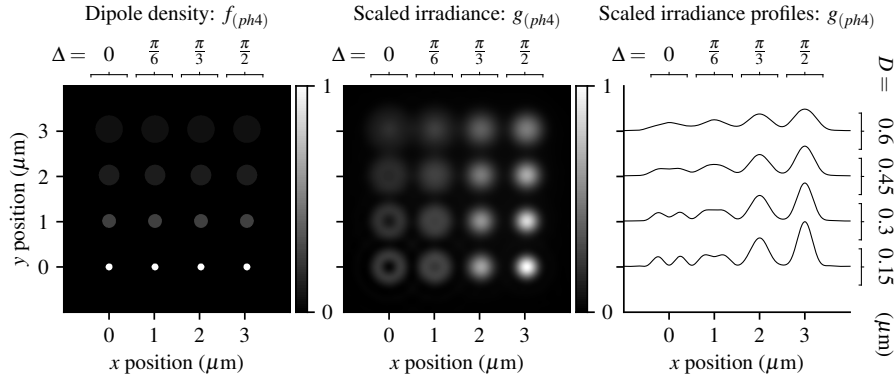 Dipole density: f(ph4)
Scaled irradiance: g(ph4)
Scaled irradiance profiles: g(ph4)
Δ = 0 π/6 π/3 π/2
Δ = 0 π/6 π/3 π/2
Δ = 0 π/6 π/3 π/2
D =
0.6
0.45
0.3
0.15
(μm)
1
0
1
0
y position (μm)
3
2
1
0
0 1 2 3
x position (μm)
0 1 2 3
x position (μm)
0 1 2 3
x position (μm)